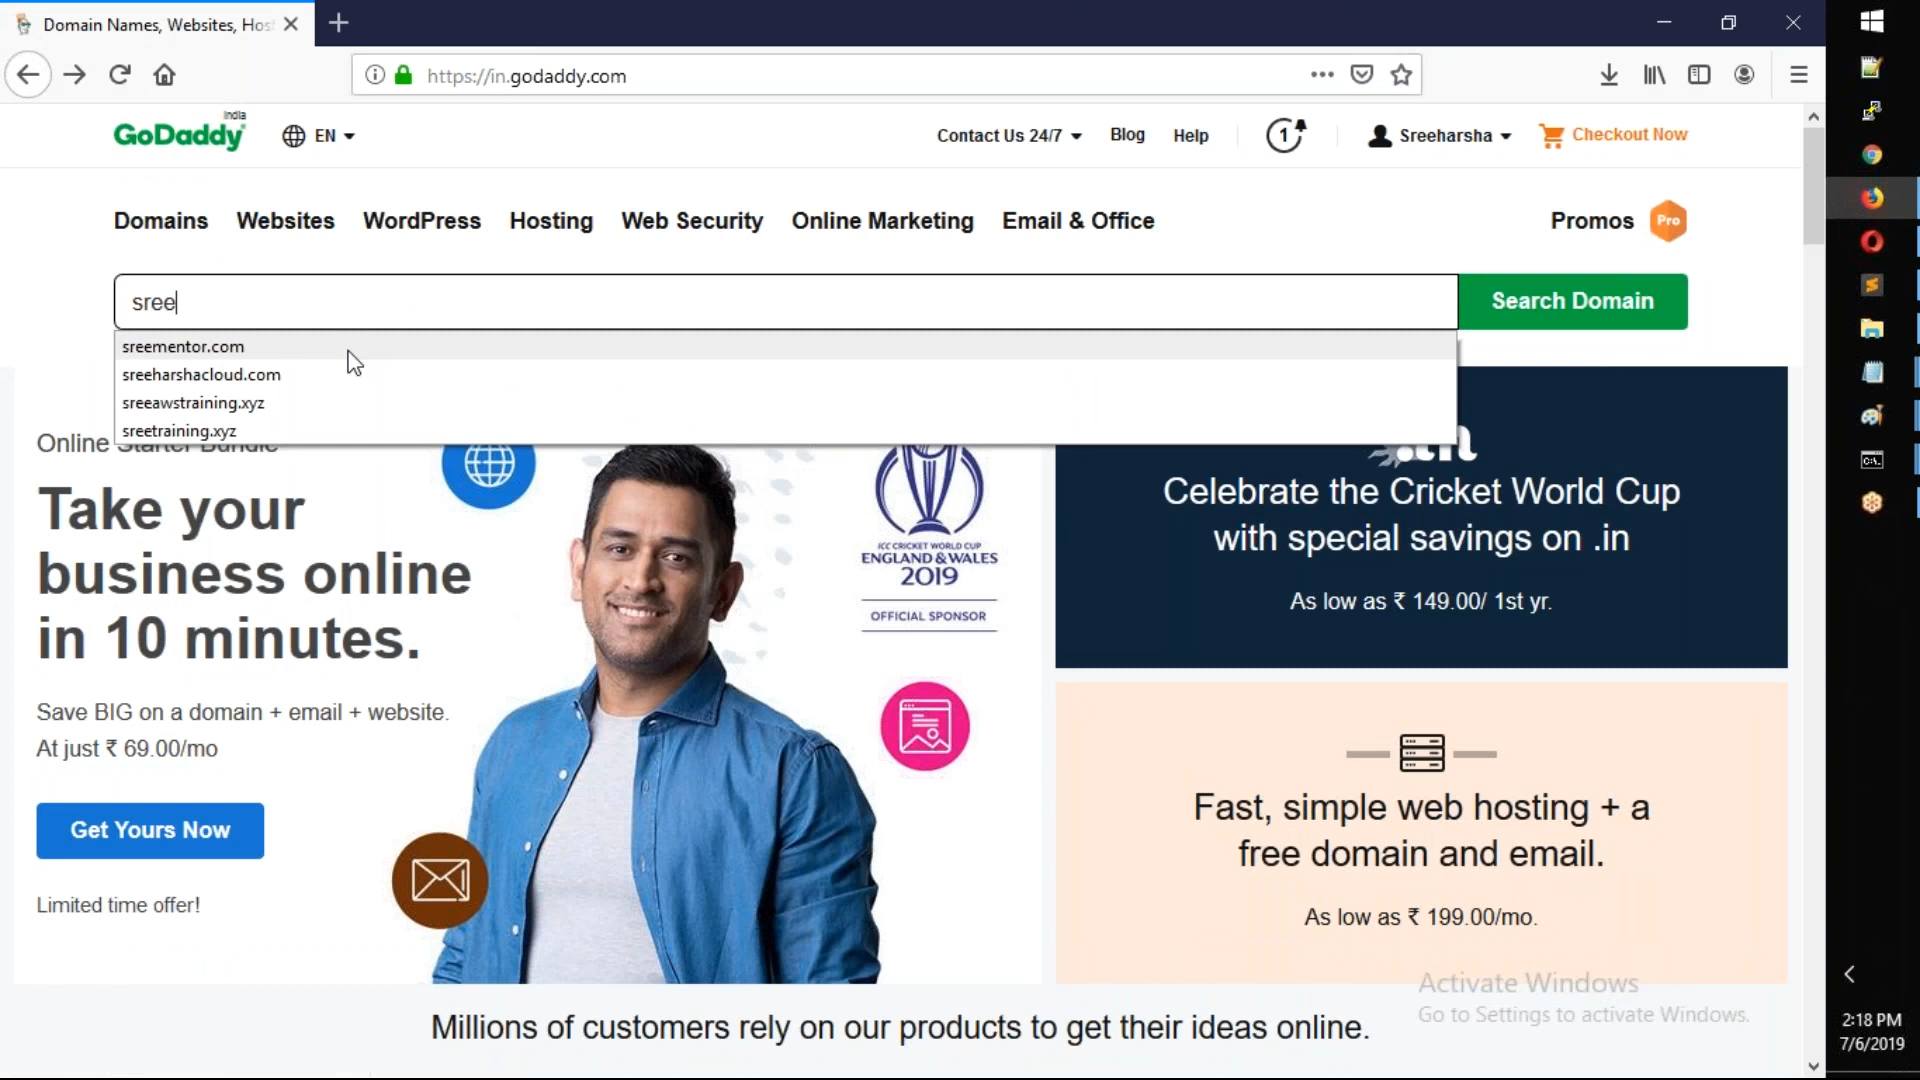 Domain Names, Websites, Hos
https://in.godaddy.com
India
GoDaddy
EN
Contact Us 24/7
Blog
Help
1
Sreeharsha
Checkout Now
Domains
Websites
WordPress
Hosting
Web Security
Online Marketing
Email & Office
Promos
Pro
sree
Search Domain
sreementor.com
sreeharshacloud.com
sreeawstraining.xyz
sreetraining.xyz
Online Starter Bundle
Take your
business online
in 10 minutes.
Save BIG on a domain + email + website.
At just ₹ 69.00/mo
Get Yours Now
Limited time offer!
ICC CRICKET WORLD CUP
ENGLAND & WALES
2019
OFFICIAL SPONSOR
.in
Celebrate the Cricket World Cup
with special savings on .in
As low as ₹ 149.00/ 1st yr.
Fast, simple web hosting + a
free domain and email.
As low as ₹ 199.00/mo.
Activate Windows
Go to Settings to activate Windows.
Millions of customers rely on our products to get their ideas online.
2:18 PM
7/6/2019